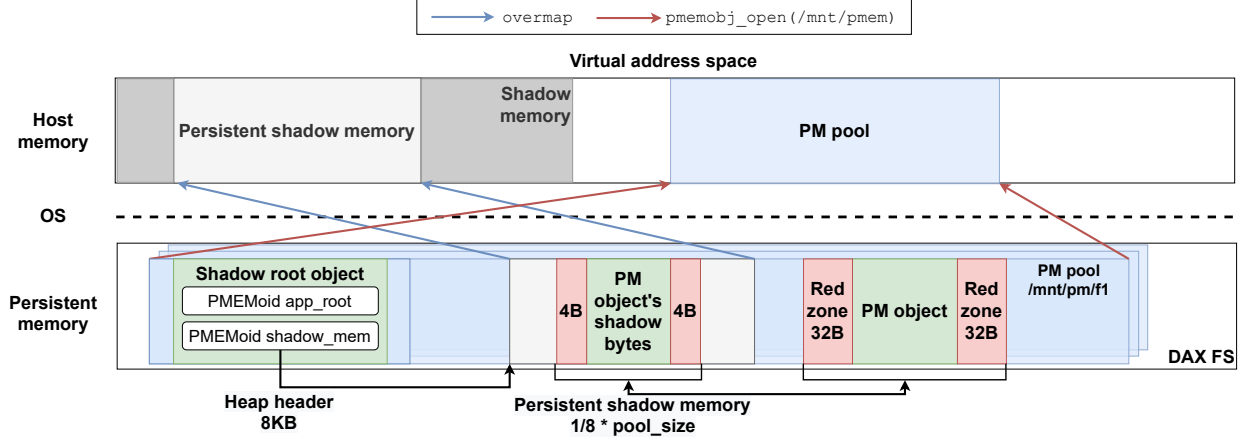 overmap
pmemobj_open(/mnt/pmem)
Virtual address space
Host
memory
Persistent shadow memory
Shadow
memory
PM pool
OS
Persistent
memory
Shadow root object
PMEMoid app_root
PMEMoid shadow_mem
4B
PM
object's
shadow
bytes
4B
Red
zone
32B
PM object
Red
zone
32B
PM pool
/mnt/pm/f1
DAX FS
Heap header
8KB
Persistent shadow memory
1/8 * pool_size